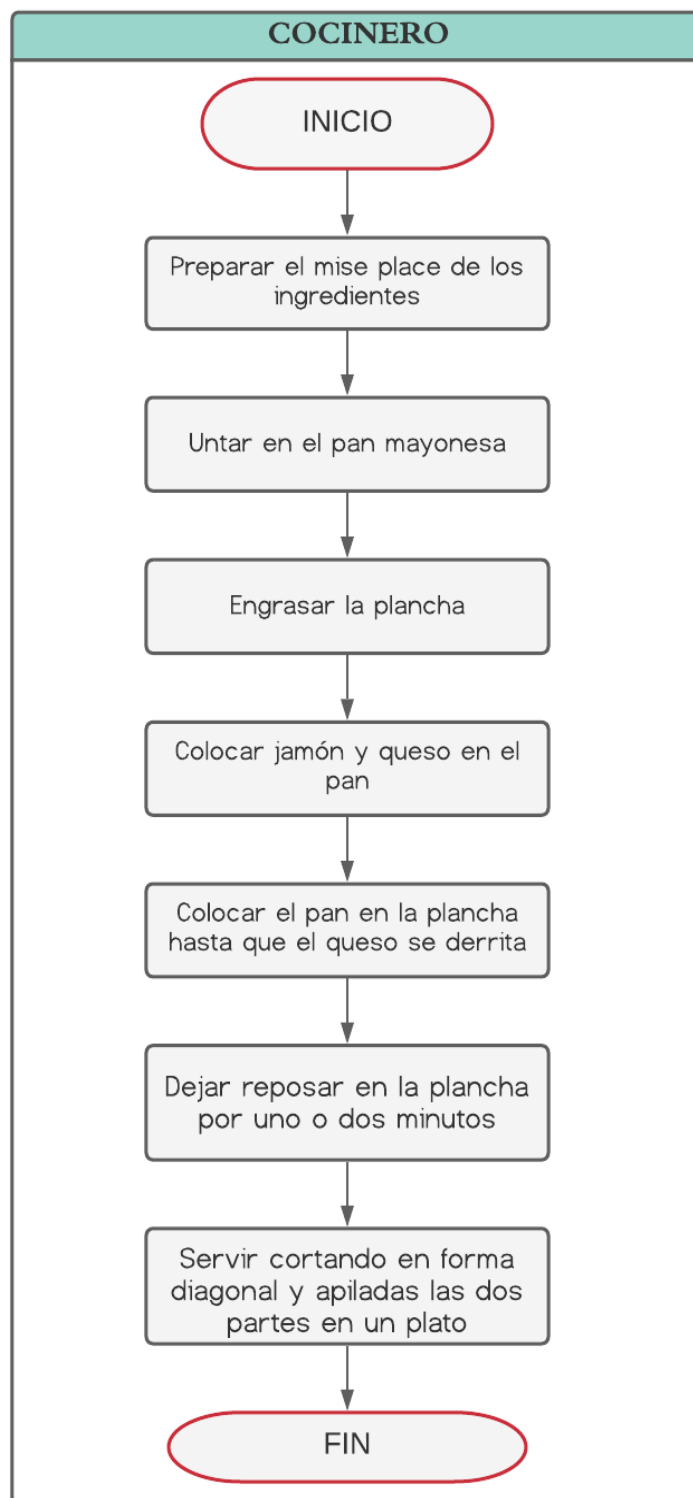 COCINERO
INICIO
Preparar el mise place de los
ingredientes
Untar en el pan mayonesa
Engrasar la plancha
Colocar jamón y queso en el
pan
Colocar el pan en la plancha
hasta que el queso se derrita
Dejar reposar en la plancha
por uno o dos minutos
Servir cortando en forma
diagonal y apiladas las dos
partes en un plato
FIN